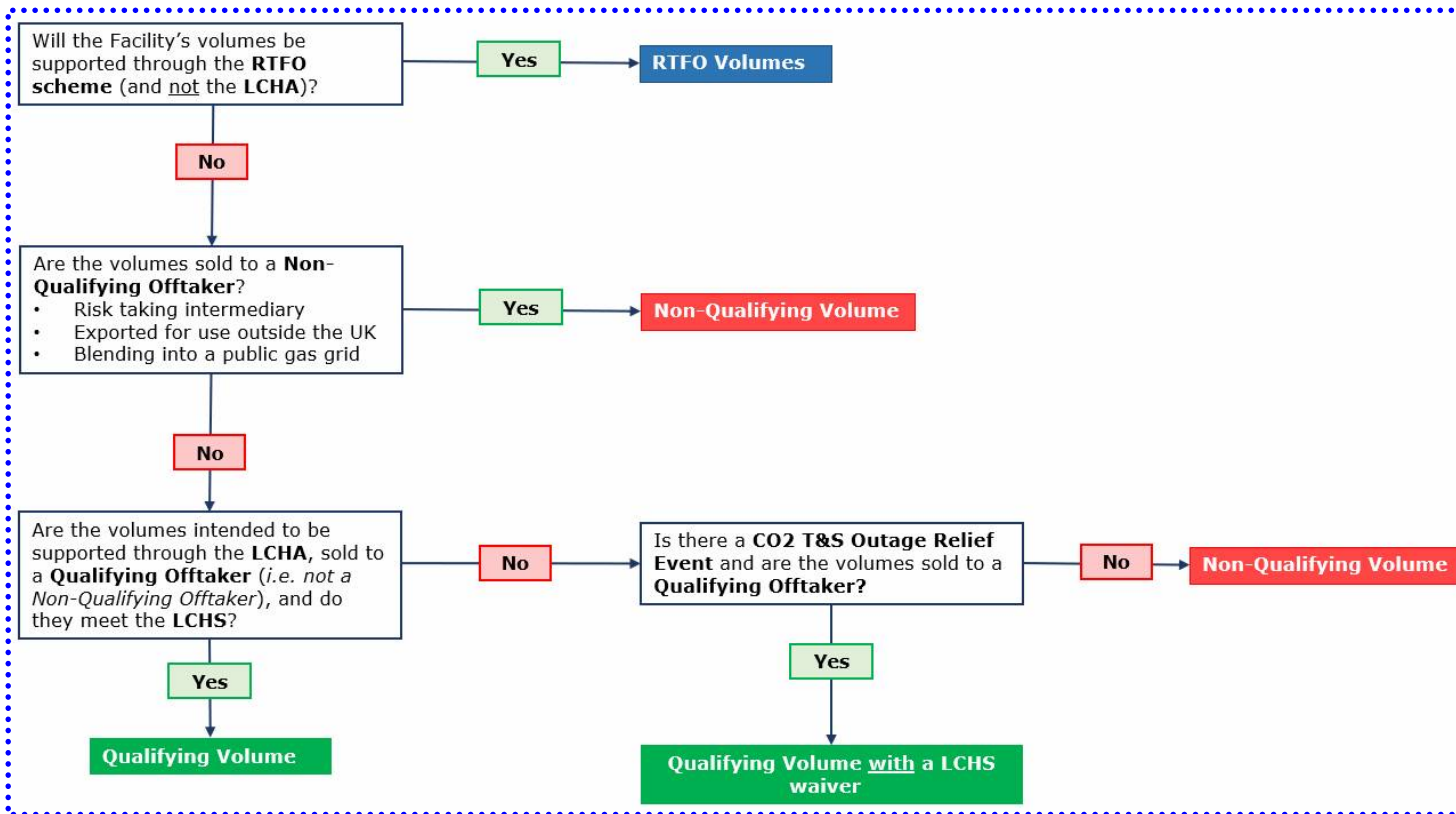 Will the Facility's volumes be
supported through the RTFO
scheme (and not the LCHA)?
Yes
RTFO Volumes
No
Are the volumes sold to a Non-
Qualifying Offtaker?
• Risk taking intermediary
• Exported for use outside the UK
• Blending into a public gas grid
Yes
Non-Qualifying Volume
No
Are the volumes intended to be
supported through the LCHA, sold to
a Qualifying Offtaker (i.e. not a
Non-Qualifying Offtaker), and do
they meet the LCHS?
No
Is there a CO2 T&S Outage Relief
Event and are the volumes sold to a
Qualifying Offtaker?
No
Non-Qualifying Volume
Yes
Qualifying Volume
Yes
Qualifying Volume with a LCHS
waiver